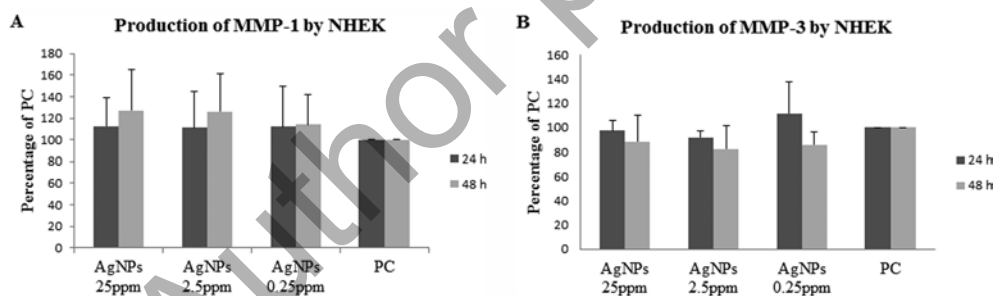 A
Production of MMP-1 by NHEK
Percentage of PC
180
160
140
120
100
80
60
40
20
0
AgNPs
25ppm
AgNPs
2.5ppm
AgNPs
0.25ppm
PC
24 h
48 h
B
Production of MMP-3 by NHEK
Percentage of PC
160
140
120
100
80
60
40
20
0
AgNPs
25ppm
AgNPs
2.5ppm
AgNPs
0.25ppm
PC
24 h
48 h
Author p